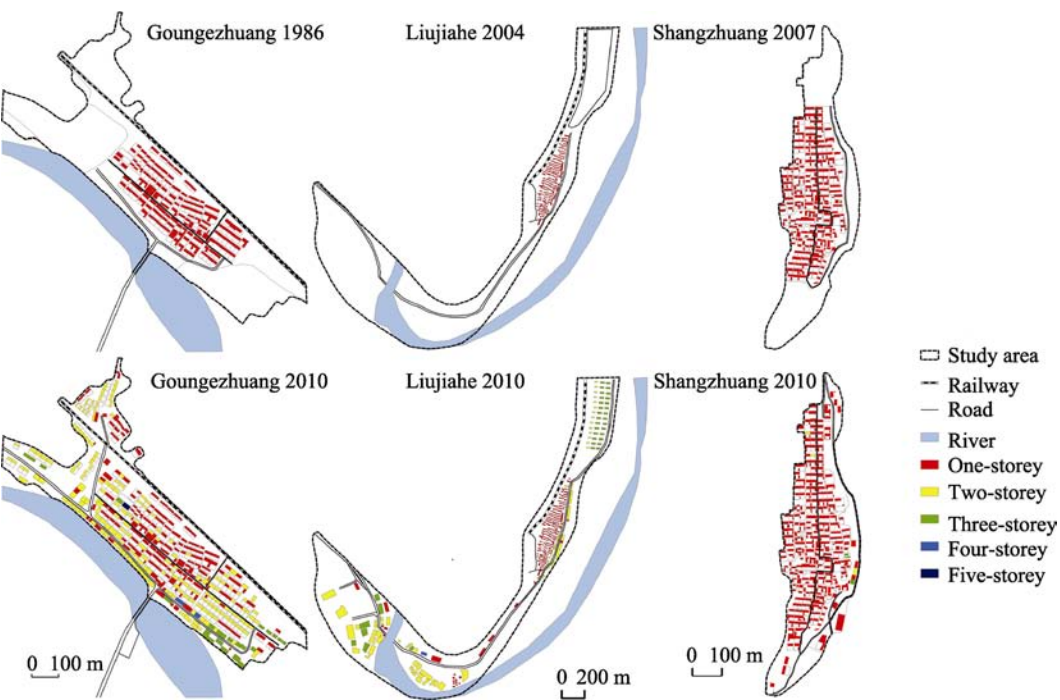 Goungezhuang 1986
Liujiahe 2004
Shangzhuang 2007
Goungezhuang 2010
Liujiahe 2010
Shangzhuang 2010
Study area
Railway
Road
River
One-storey
Two-storey
Three-storey
Four-storey
Five-storey
0 100 m
0 200 m
0 100 m